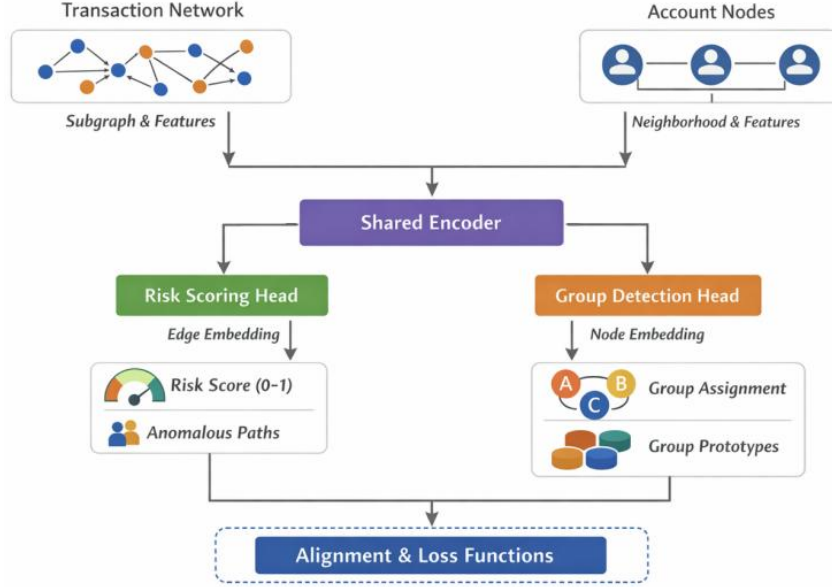 Transaction Network
Account Nodes
Subgraph & Features
Neighborhood & Features
Shared Encoder
Risk Scoring Head
Group Detection Head
Edge Embedding
Node Embedding
Risk Score (0–1)
Anomalous Paths
A
B
C
Group Assignment
Group Prototypes
Alignment & Loss Functions